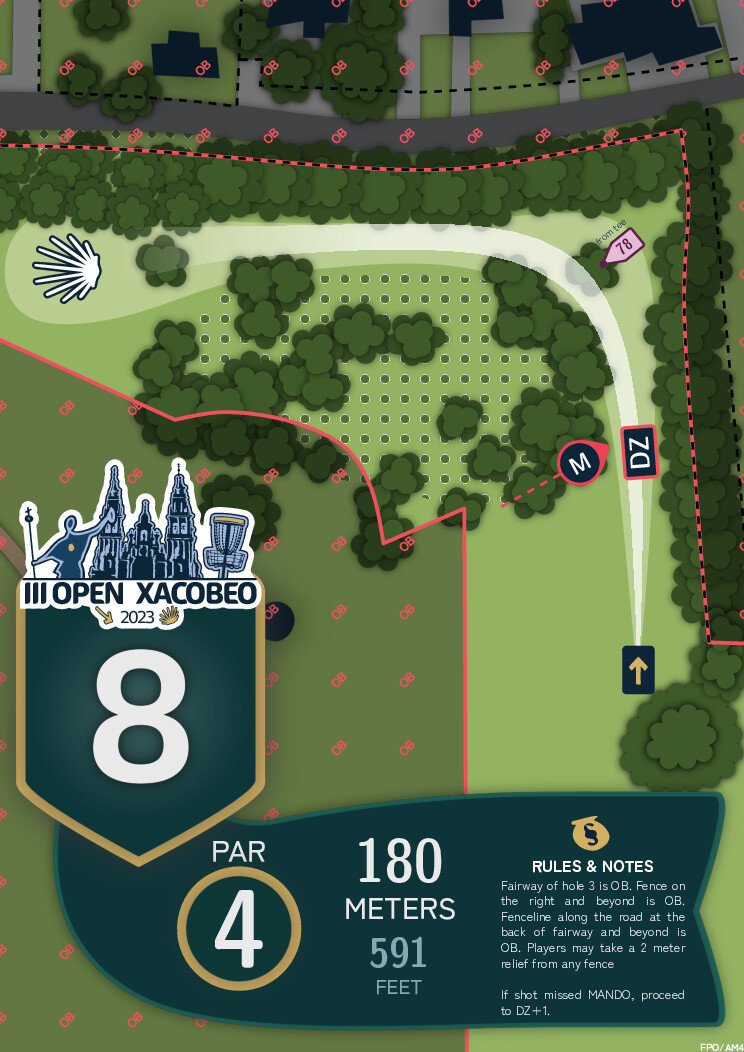 from tee
78
M
DZ
III OPEN XACOBEO
2023
8
PAR
4
180
METERS
591
FEET
RULES & NOTES
Fairway of hole 3 is OB. Fence on
the right and beyond is OB.
Fenceline along the road at the
back of fairway and beyond is
OB. Players may take a 2 meter
relief from any fence
If shot missed MANDO, proceed
to DZ+1.
FPO/AM4
OB